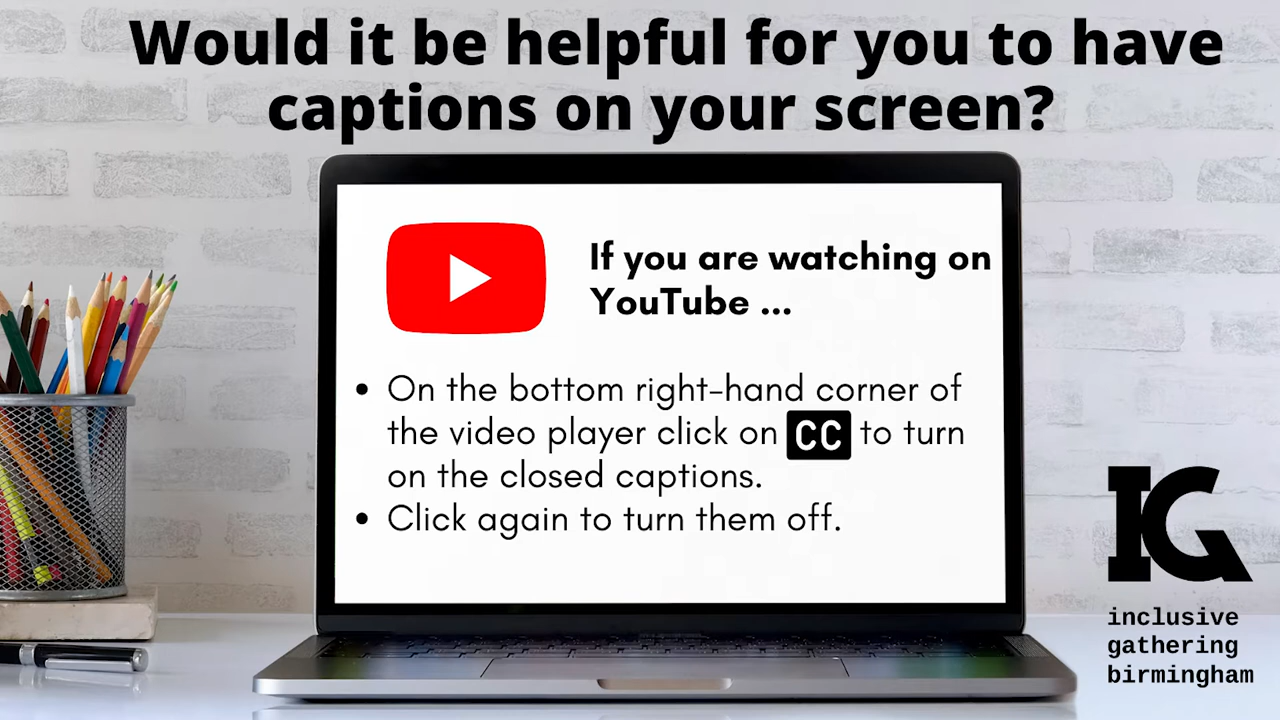 Would it be helpful for you to have
captions on your screen?
If you are watching on
YouTube ...
• On the bottom right-hand corner of
the video player click on CC to turn
on the closed captions.
• Click again to turn them off.
IG
inclusive
gathering
birmingham